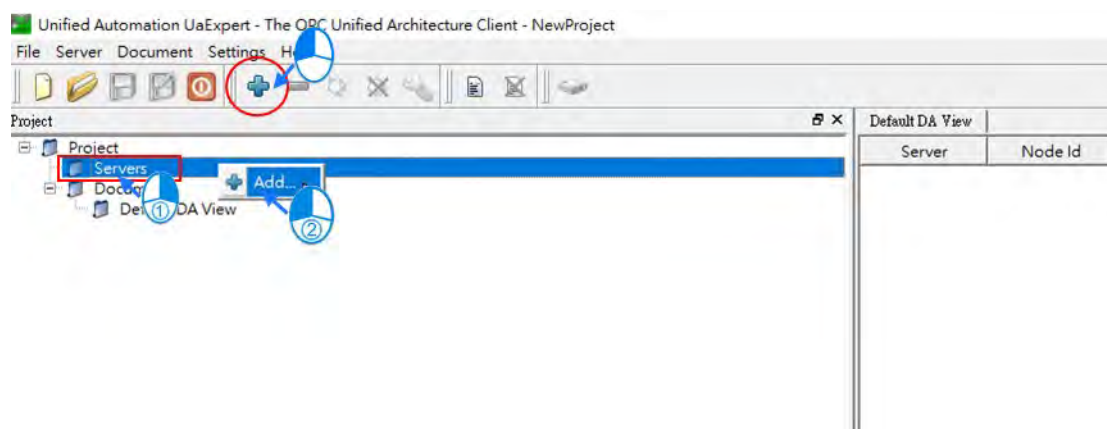 Unified Automation UaExpert - The OPC Unified Architecture Client - NewProject
File Server Document Settings
Project
Default DA View
Project
Server Node Id
Servers
Add...
①
DA View
②